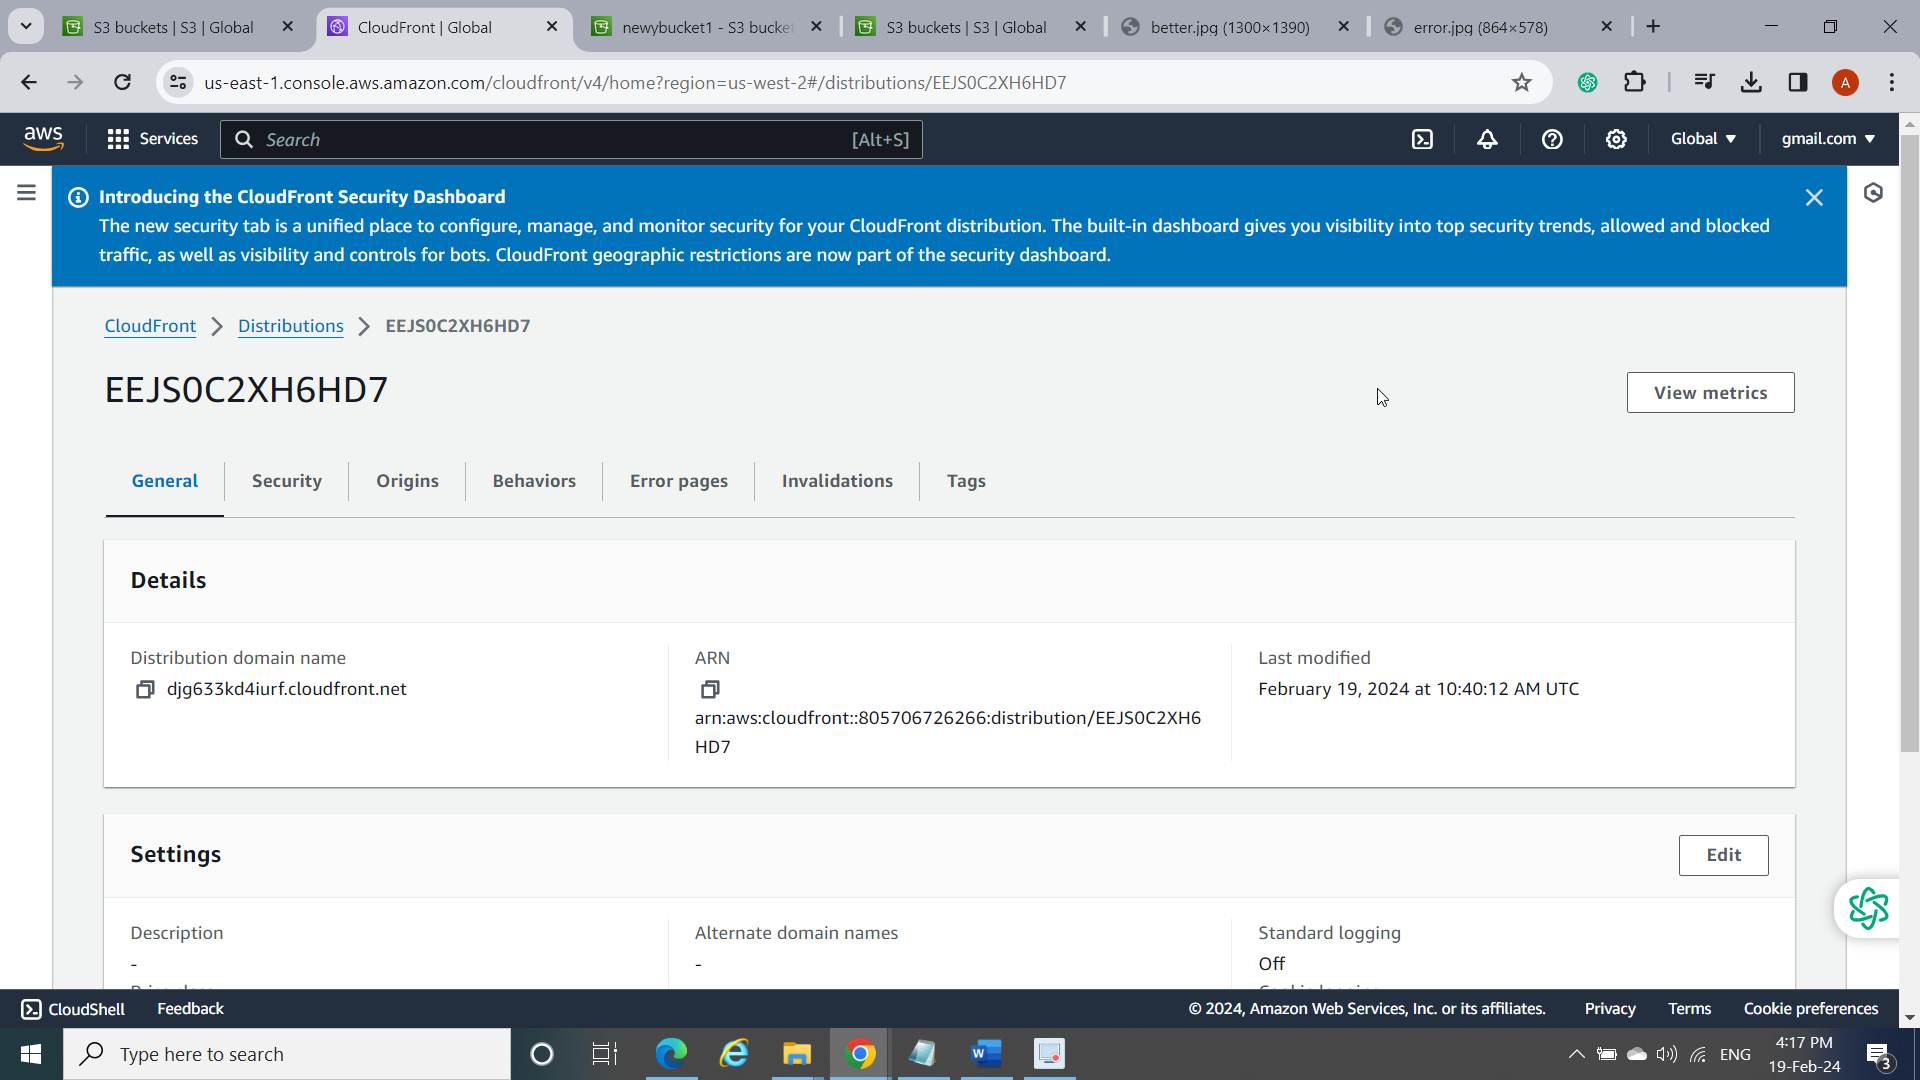 S3 buckets | S3 | Global
CloudFront | Global
newybucket1 - S3 bucket
S3 buckets | S3 | Global
better.jpg (1300×1390)
error.jpg (864×578)
us-east-1.console.aws.amazon.com/cloudfront/v4/home?region=us-west-2#/distributions/EEJS0C2XH6HD7
A
aws
Services
Search
[Alt+S]
Global
gmail.com
Introducing the CloudFront Security Dashboard
The new security tab is a unified place to configure, manage, and monitor security for your CloudFront distribution. The built-in dashboard gives you visibility into top security trends, allowed and blocked
traffic, as well as visibility and controls for bots. CloudFront geographic restrictions are now part of the security dashboard.
CloudFront
Distributions
EEJS0C2XH6HD7
EEJS0C2XH6HD7
View metrics
General
Security
Origins
Behaviors
Error pages
Invalidations
Tags
Details
Distribution domain name
djg633kd4iurf.cloudfront.net
ARN
arn:aws:cloudfront::805706726266:distribution/EEJS0C2XH6
HD7
Last modified
February 19, 2024 at 10:40:12 AM UTC
Settings
Edit
Description
-
Alternate domain names
-
Standard logging
Off
CloudShell
Feedback
© 2024, Amazon Web Services, Inc. or its affiliates.
Privacy
Terms
Cookie preferences
Type here to search
W
ENG
4:17 PM
19-Feb-24
3